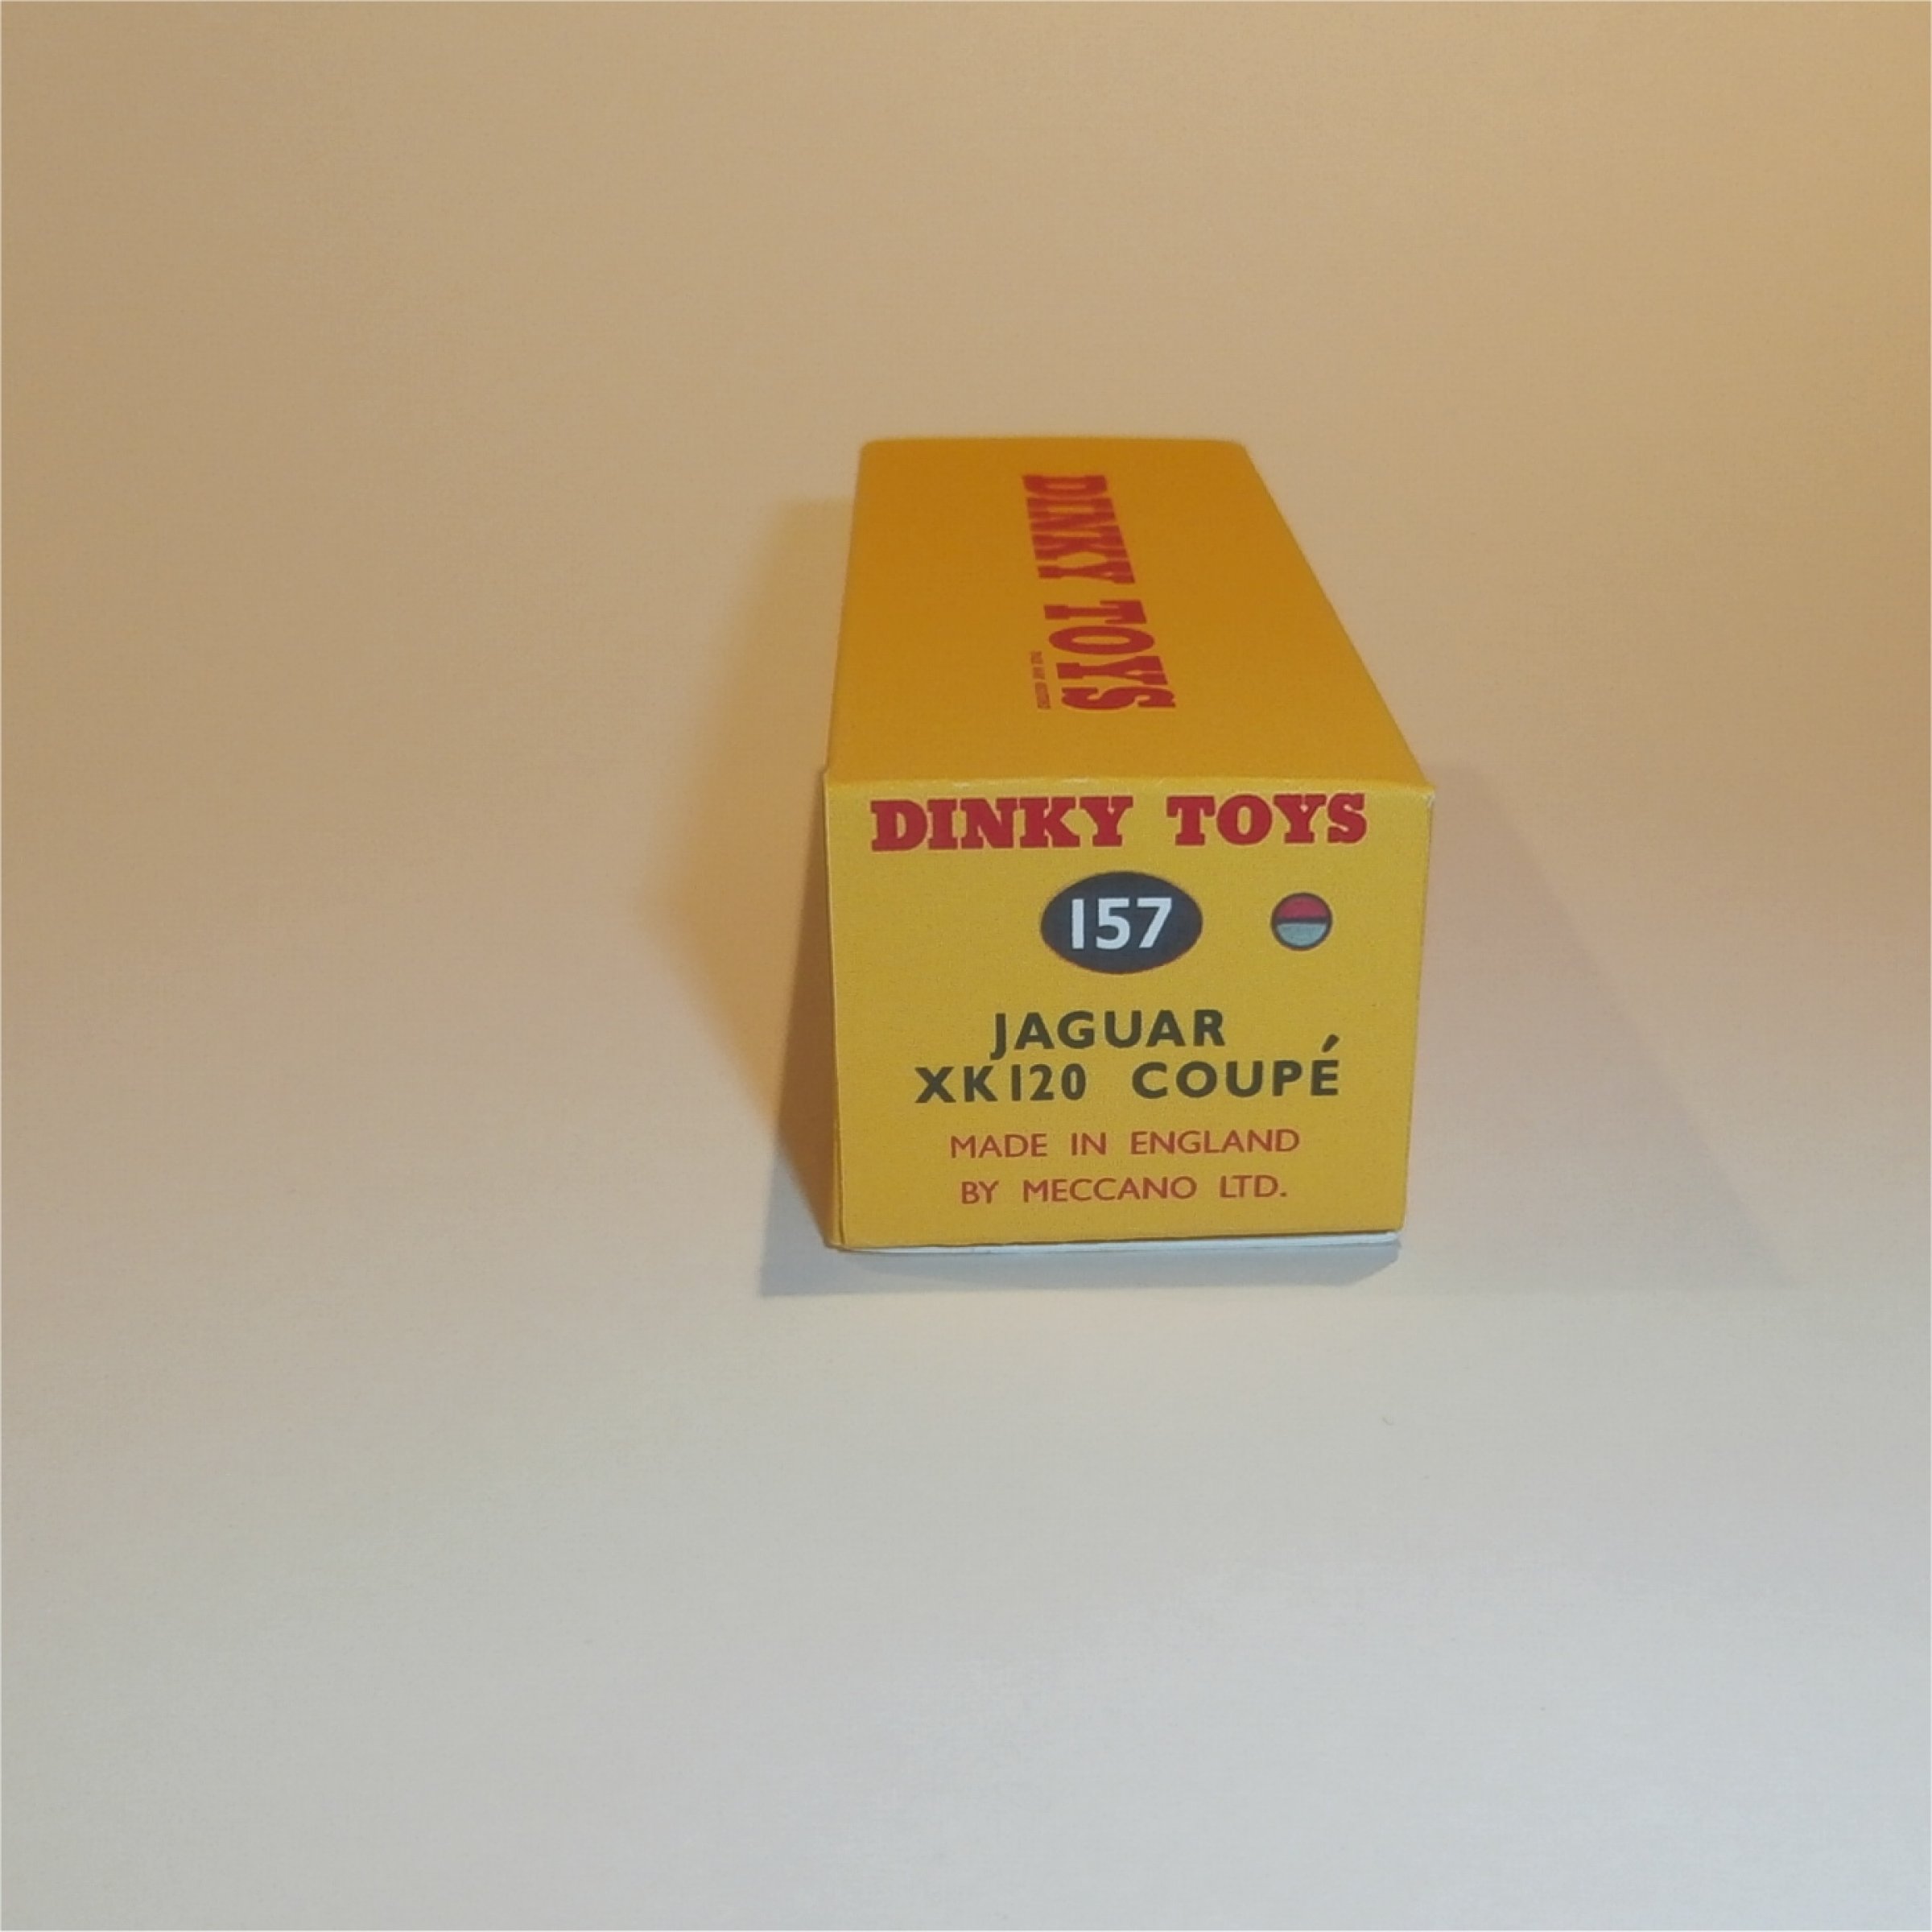 DINKY TOYS
DINKY TOYS
157
JAGUAR
XK120 COUPÉ
MADE IN ENGLAND
BY MECCANO LTD.